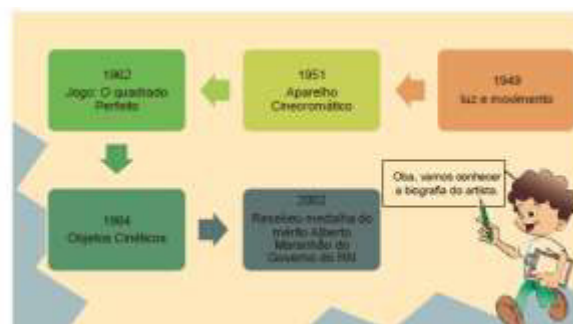 1962
Jogo: O quadrado
Perfeito
1951
Aparelho
Cinecromático
1949
luz e movimento
Oba, vamos conhecer
a biografia do artista.
1964
Objetos Cinéticos
2002
Recebeu medalha do
mérito Alberto
Maranhão do
Governo do RN